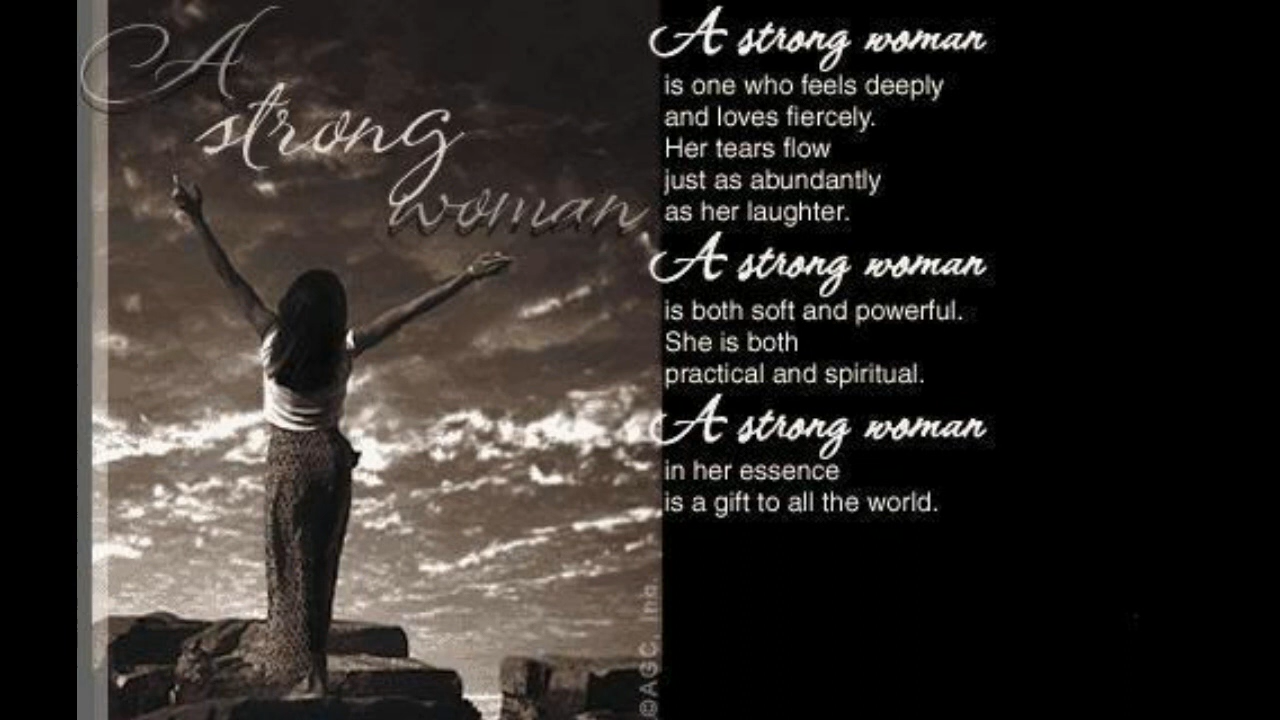 A
strong
woman
A strong woman
is one who feels deeply
and loves fiercely.
Her tears flow
just as abundantly
as her laughter.
A strong woman
is both soft and powerful.
She is both
practical and spiritual.
A strong woman
in her essence
is a gift to all the world.
©AGC, Inc.